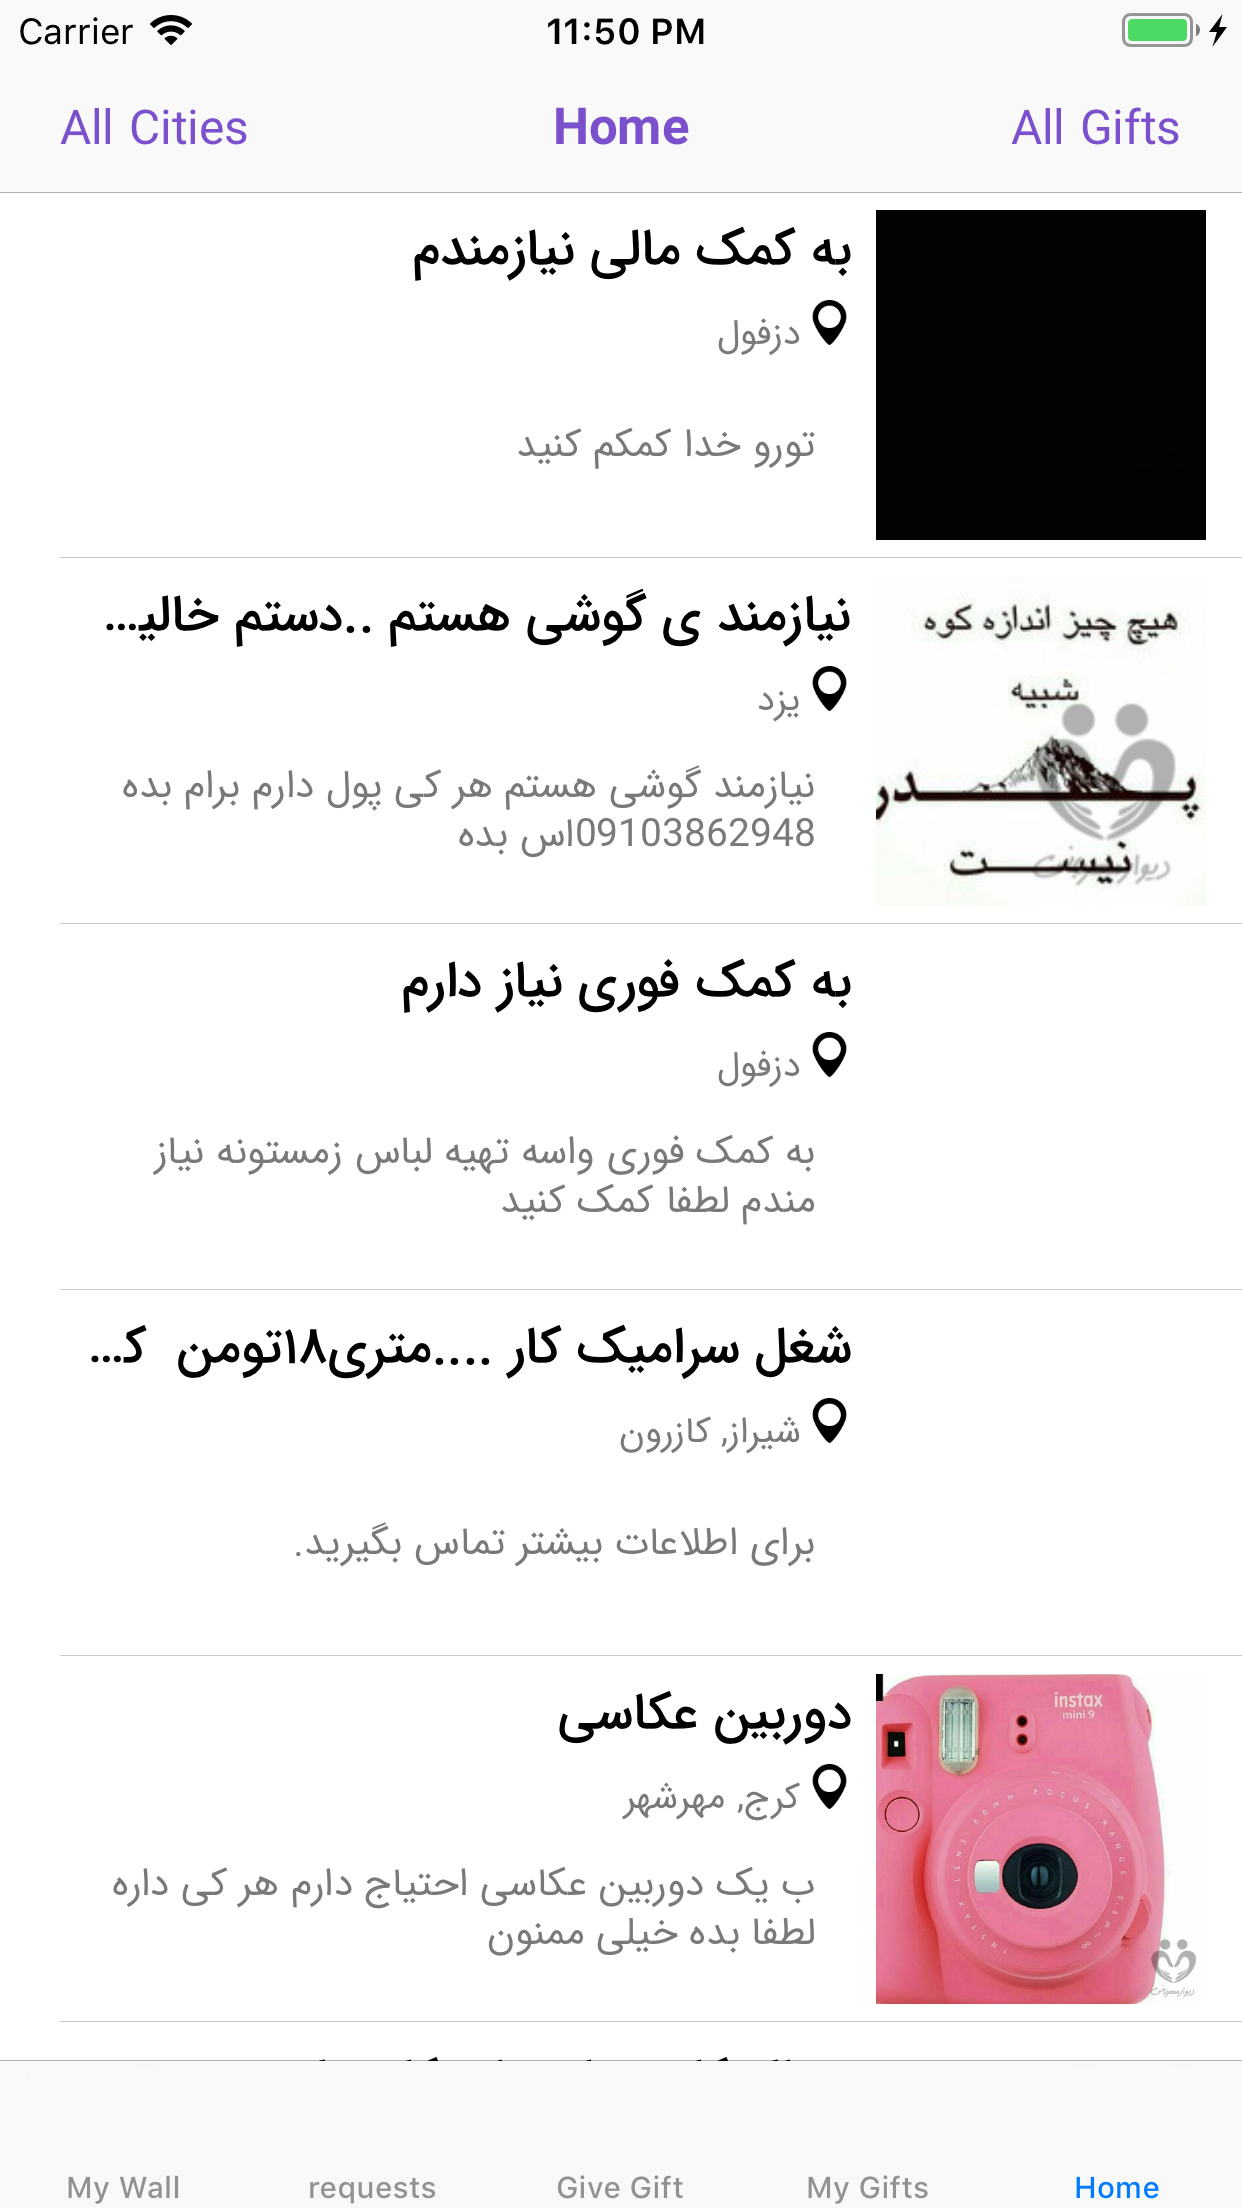 Carrier 11:50 PM
All Cities Home All Gifts
به کمک مالی نیازمندم
دزفول
تورو خدا کمکم کنید
نیازمند ی گوشی هستم ..دستم خالیـ...
یزد
نیازمند گوشی هستم هر کی پول دارم برام بده
09103862948اس بده
هیچ چیز اندازه کوه
شبیه
پدر
نیست
به کمک فوری نیاز دارم
دزفول
به کمک فوری واسه تهیه لباس زمستونه نیاز
مندم لطفا کمک کنید
شغل سرامیک کار ....متری۱۸تومن کـ...
شیراز, کازرون
برای اطلاعات بیشتر تماس بگیرید.
دوربین عکاسی
کرج, مهرشهر
ب یک دوربین عکاسی احتیاج دارم هر کی داره
لطفا بده خیلی ممنون
instax
mini 9
My Wall requests Give Gift My Gifts Home